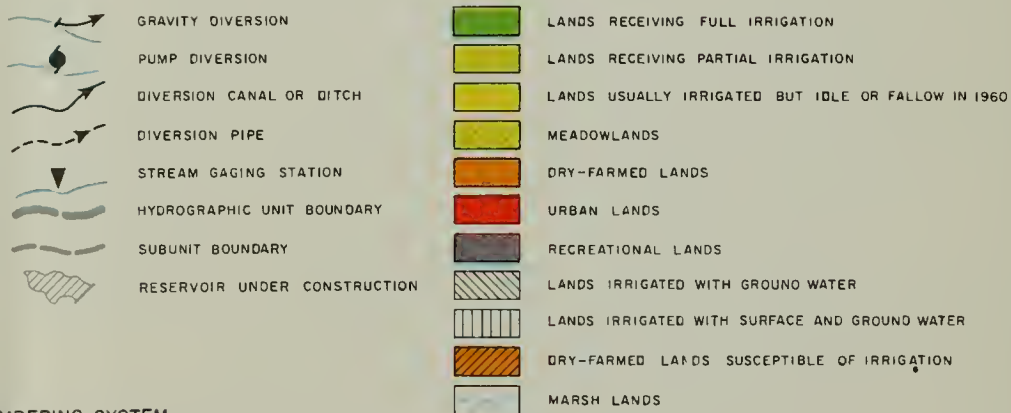 GRAVITY DIVERSION
PUMP DIVERSION
DIVERSION CANAL OR DITCH
DIVERSION PIPE
STREAM GAGING STATION
HYDROGRAPHIC UNIT BOUNDARY
SUBUNIT BOUNDARY
RESERVOIR UNDER CONSTRUCTION
LANDS RECEIVING FULL IRRIGATION
LANDS RECEIVING PARTIAL IRRIGATION
LANDS USUALLY IRRIGATED BUT IDLE OR FALLOW IN 1960
MEADOWLANDS
DRY-FARMED LANDS
URBAN LANDS
RECREATIONAL LANDS
LANDS IRRIGATED WITH GROUND WATER
LANDS IRRIGATED WITH SURFACE AND GROUND WATER
DRY-FARMED LANDS SUSCEPTIBLE OF IRRIGATION
MARSH LANDS
SYSTEM